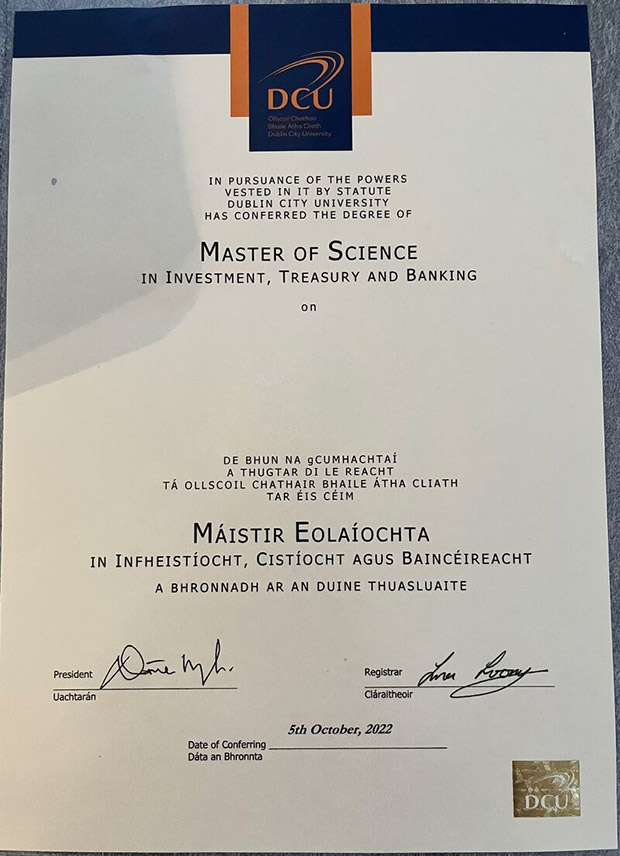 DCU
Ollscoil Chathair
Bhaile Átha Cliath
Dublin City University
IN PURSUANCE OF THE POWERS
VESTED IN IT BY STATUTE
DUBLIN CITY UNIVERSITY
HAS CONFERRED THE DEGREE OF
MASTER OF SCIENCE
IN INVESTMENT, TREASURY AND BANKING
on
DE BHUN NA gCUMHACHTAÍ
A THUGTAR DI LE REACHT
TÁ OLLSCOIL CHATHAIR BHAILE ÁTHA CLIATH
TAR ÉIS CÉIM
MÁISTIR EOLAÍOCHTA
IN INFHEISTÍOCHT, CISTÍOCHT AGUS BAINCÉIREACHT
A BHRONNADH AR AN DUINE THUASLUAITE
President
Uachtarán
Registrar
Cláraitheoir
5th October, 2022
Date of Conferring
Dáta an Bhronnta
DCU